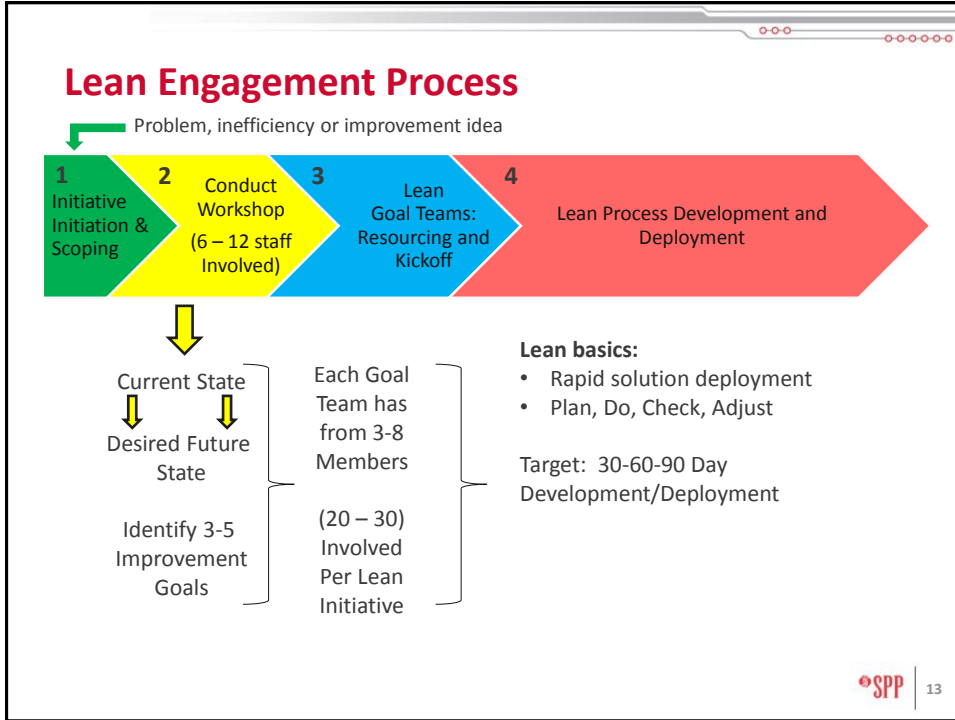 Lean Engagement Process
Problem, inefficiency or improvement idea
1
Initiative
Initiation &
Scoping
2
Conduct
Workshop
(6 – 12 staff
Involved)
3
Lean
Goal Teams:
Resourcing and
Kickoff
4
Lean Process Development and
Deployment
Current State
Desired Future
State
Identify 3-5
Improvement
Goals
Each Goal
Team has
from 3-8
Members
(20 – 30)
Involved
Per Lean
Initiative
Lean basics:
• Rapid solution deployment
• Plan, Do, Check, Adjust
Target: 30-60-90 Day
Development/Deployment
SPP
13